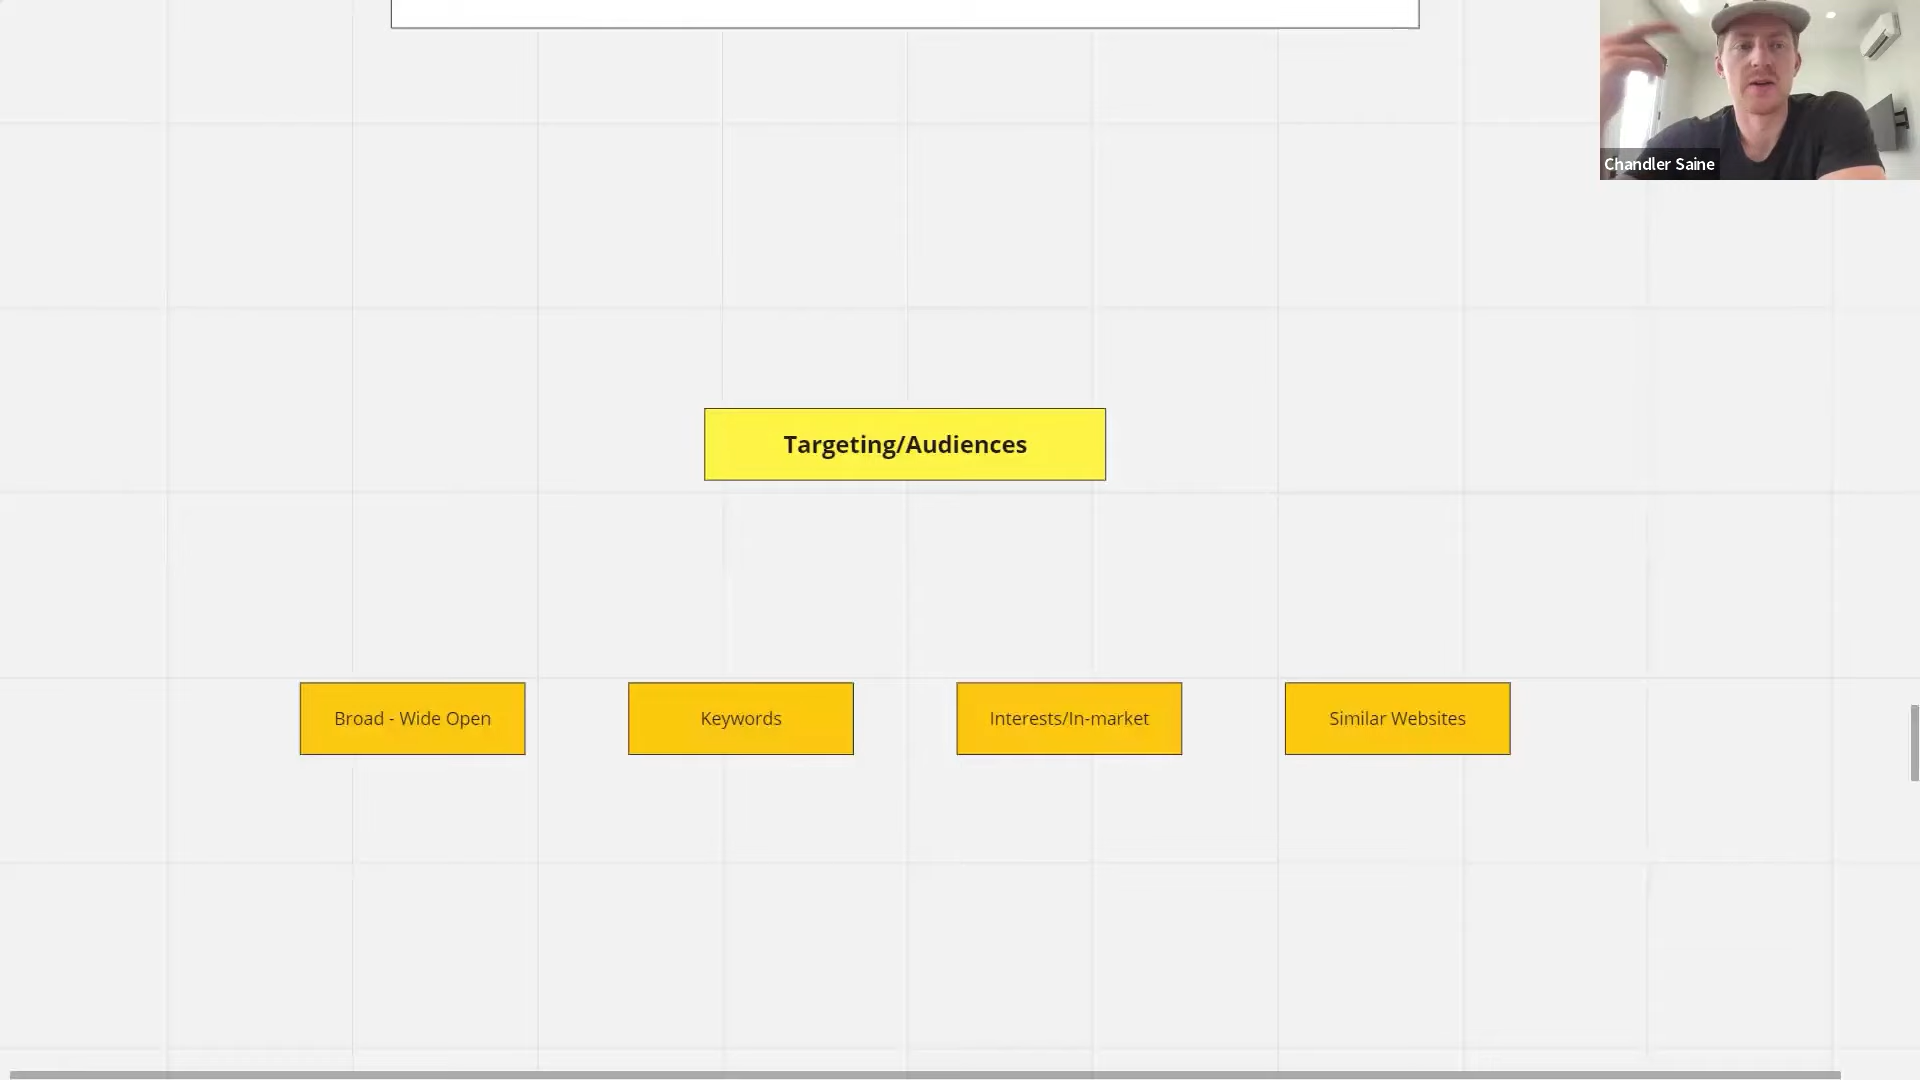 Chandler Saine
Targeting/Audiences
Broad - Wide Open
Keywords
Interests/In-market
Similar Websites